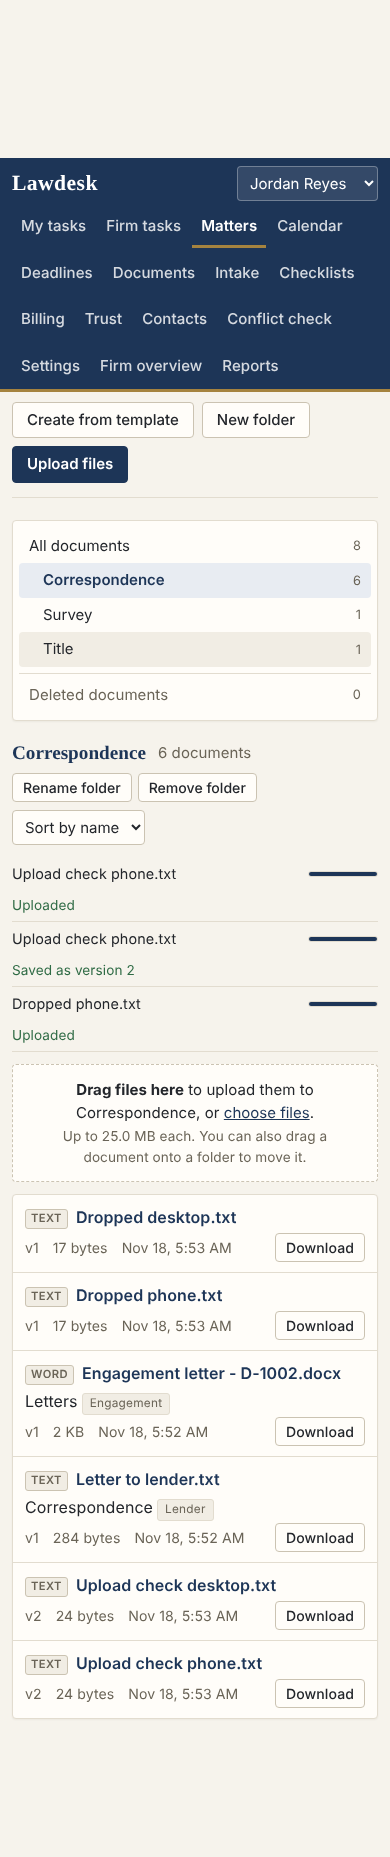 Lawdesk
Jordan Reyes
My tasks Firm tasks Matters Calendar
Deadlines Documents Intake Checklists
Billing Trust Contacts Conflict check
Settings Firm overview Reports
Create from template New folder
Upload files
All documents 8
Correspondence 6
Survey 1
Title 1
Deleted documents 0
Correspondence 6 documents
Rename folder Remove folder
Sort by name
Upload check phone.txt
Uploaded
Upload check phone.txt
Saved as version 2
Dropped phone.txt
Uploaded
Drag files here to upload them to
Correspondence, or choose files.
Up to 25.0 MB each. You can also drag a
document onto a folder to move it.
TEXT Dropped desktop.txt
v1 17 bytes Nov 18, 5:53 AM Download
TEXT Dropped phone.txt
v1 17 bytes Nov 18, 5:53 AM Download
WORD Engagement letter - D-1002.docx
Letters Engagement
v1 2 KB Nov 18, 5:52 AM Download
TEXT Letter to lender.txt
Correspondence Lender
v1 284 bytes Nov 18, 5:52 AM Download
TEXT Upload check desktop.txt
v2 24 bytes Nov 18, 5:53 AM Download
TEXT Upload check phone.txt
v2 24 bytes Nov 18, 5:53 AM Download